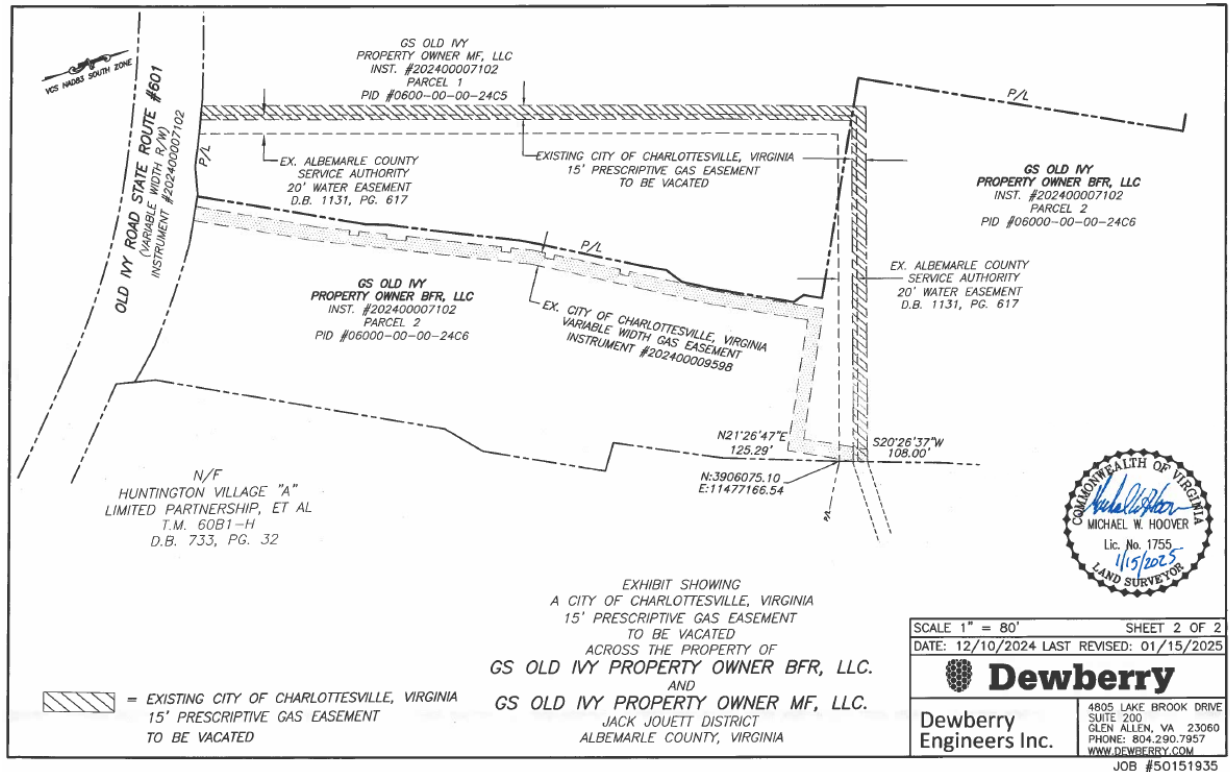 VCS NAD83 SOUTH ZONE
OLD IVY ROAD STATE ROUTE #601
(VARIABLE WIDTH R/W)
INSTRUMENT #202400007102
P/L
GS OLD IVY
PROPERTY OWNER MF, LLC
INST. #202400007102
PARCEL 1
PID #0600-00-00-24C5
P/L
EX. ALBEMARLE COUNTY
SERVICE AUTHORITY
20' WATER EASEMENT
D.B. 1131, PG. 617
EXISTING CITY OF CHARLOTTESVILLE, VIRGINIA
15' PRESCRIPTIVE GAS EASEMENT
TO BE VACATED
GS OLD IVY
PROPERTY OWNER BFR, LLC
INST. #202400007102
PARCEL 2
PID #06000-00-00-24C6
P/L
GS OLD IVY
PROPERTY OWNER BFR, LLC
INST. #202400007102
PARCEL 2
PID #06000-00-00-24C6
EX. CITY OF CHARLOTTESVILLE, VIRGINIA
VARIABLE WIDTH GAS EASEMENT
INSTRUMENT #202400009598
EX. ALBEMARLE COUNTY
SERVICE AUTHORITY
20' WATER EASEMENT
D.B. 1131, PG. 617
N21°26'47"E
125.29'
S20°26'37"W
108.00'
N:3906075.10
E:11477166.54
P/L
N/F
HUNTINGTON VILLAGE "A"
LIMITED PARTNERSHIP, ET AL
T.M. 60B1-H
D.B. 733, PG. 32
COMMONWEALTH OF VIRGINIA
MICHAEL W. HOOVER
Lic. No. 1755
1/15/2025
LAND SURVEYOR
EXHIBIT SHOWING
A CITY OF CHARLOTTESVILLE, VIRGINIA
15' PRESCRIPTIVE GAS EASEMENT
TO BE VACATED
ACROSS THE PROPERTY OF
GS OLD IVY PROPERTY OWNER BFR, LLC.
AND
GS OLD IVY PROPERTY OWNER MF, LLC.
JACK JOUETT DISTRICT
ALBEMARLE COUNTY, VIRGINIA
= EXISTING CITY OF CHARLOTTESVILLE, VIRGINIA
15' PRESCRIPTIVE GAS EASEMENT
TO BE VACATED
SCALE 1" = 80' SHEET 2 OF 2
DATE: 12/10/2024 LAST REVISED: 01/15/2025
Dewberry
Dewberry
Engineers Inc.
4805 LAKE BROOK DRIVE
SUITE 200
GLEN ALLEN, VA 23060
PHONE: 804.290.7957
WWW.DEWBERRY.COM
JOB #50151935